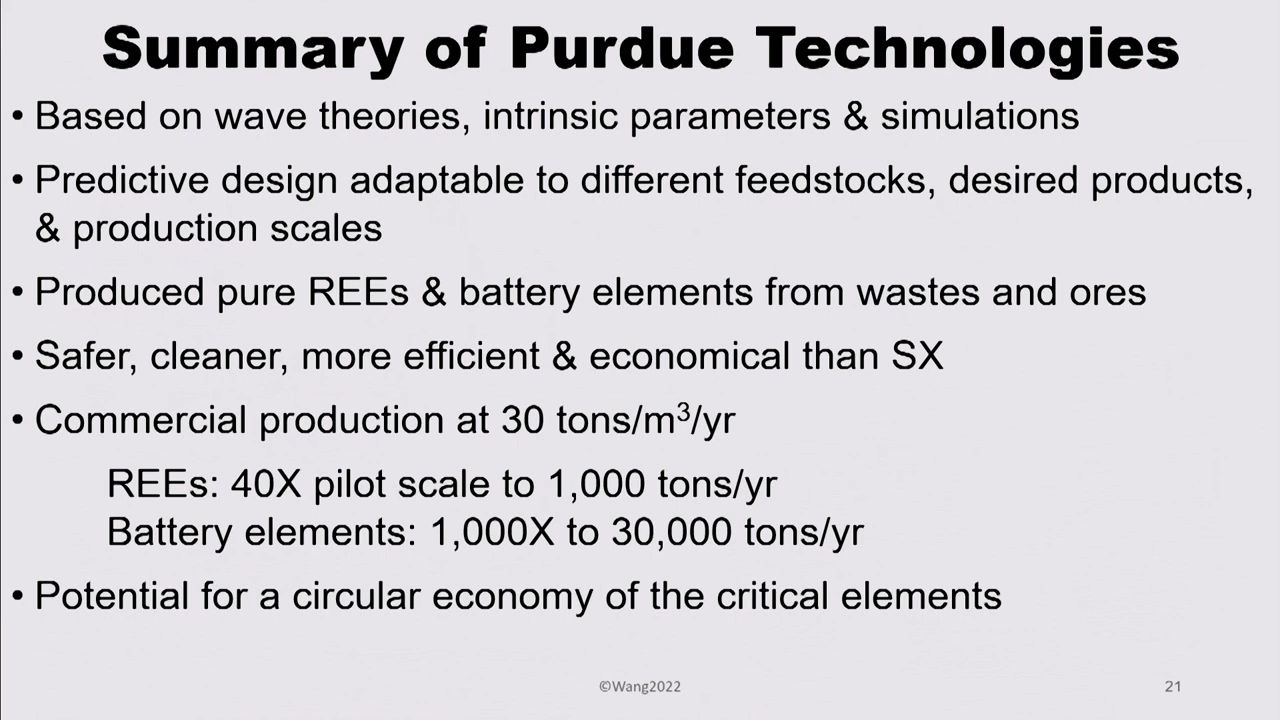 Summary of Purdue Technologies
• Based on wave theories, intrinsic parameters & simulations
• Predictive design adaptable to different feedstocks, desired products,
& production scales
• Produced pure REEs & battery elements from wastes and ores
• Safer, cleaner, more efficient & economical than SX
• Commercial production at 30 tons/m³/yr
REEs: 40X pilot scale to 1,000 tons/yr
Battery elements: 1,000X to 30,000 tons/yr
• Potential for a circular economy of the critical elements
©Wang2022
21